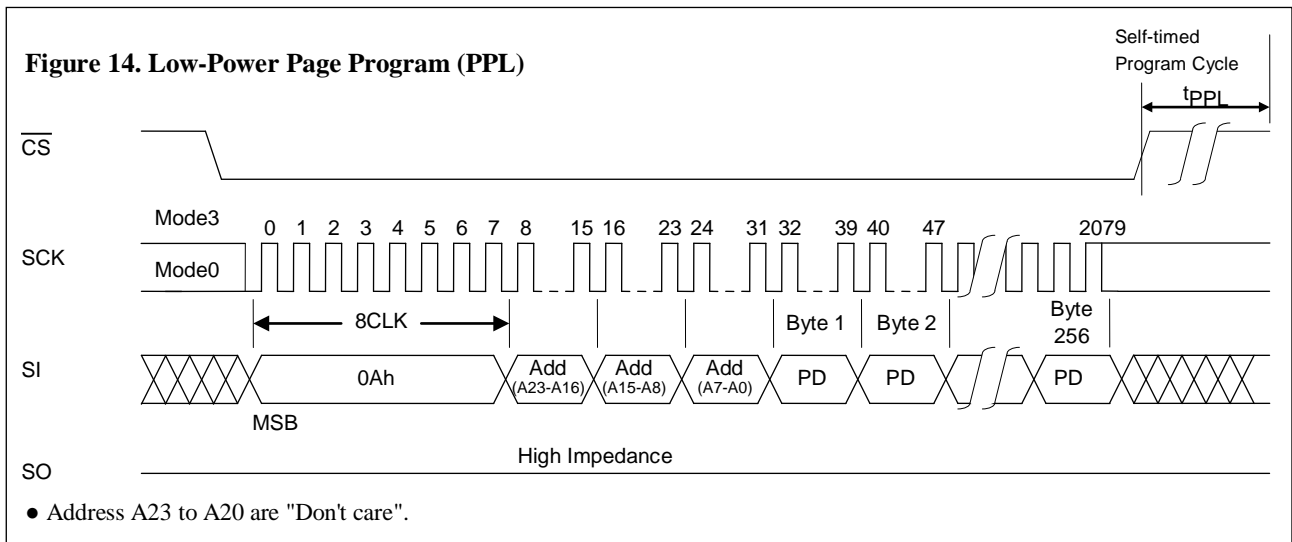 Figure 14. Low-Power Page Program (PPL)
Self-timed
Program Cycle
tPPL
CS
Mode3
0 1 2 3 4 5 6 7 8 15 16 23 24 31 32 39 40 47 2079
SCK
Mode0
8CLK
Byte 1 Byte 2 Byte
256
SI
0Ah
Add
(A23-A16)
Add
(A15-A8)
Add
(A7-A0)
PD PD PD
MSB
High Impedance
SO
● Address A23 to A20 are "Don't care".